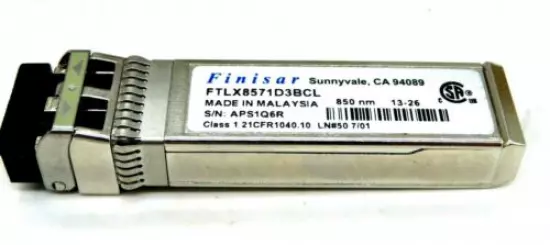 Finisar Sunnyvale, CA 94089
FTLX8571D3BCL
MADE IN MALAYSIA 850 nm 13-26
S/N: APS1Q6R
Class 1 21CFR1040.10 LN#50 7/01